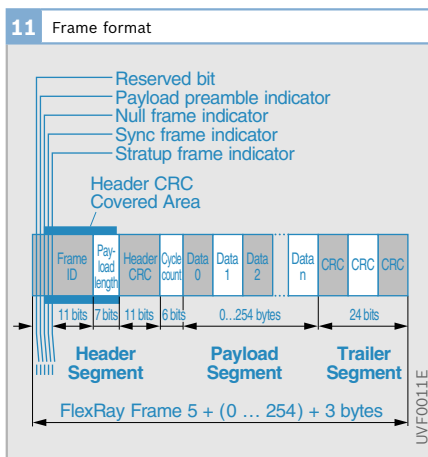 11 Frame format
Reserved bit
Payload preamble indicator
Null frame indicator
Sync frame indicator
Stratup frame indicator
Header CRC
Covered Area
Frame
ID
Pay-
load
length
Header
CRC
Cycle
count
Data
0
Data
1
Data
2
Data
n
CRC
CRC
CRC
11 bits
7 bits
11 bits
6 bits
0...254 bytes
24 bits
Header
Segment
Payload
Segment
Trailer
Segment
FlexRay Frame 5 + (0 ... 254) + 3 bytes
UVF0011E